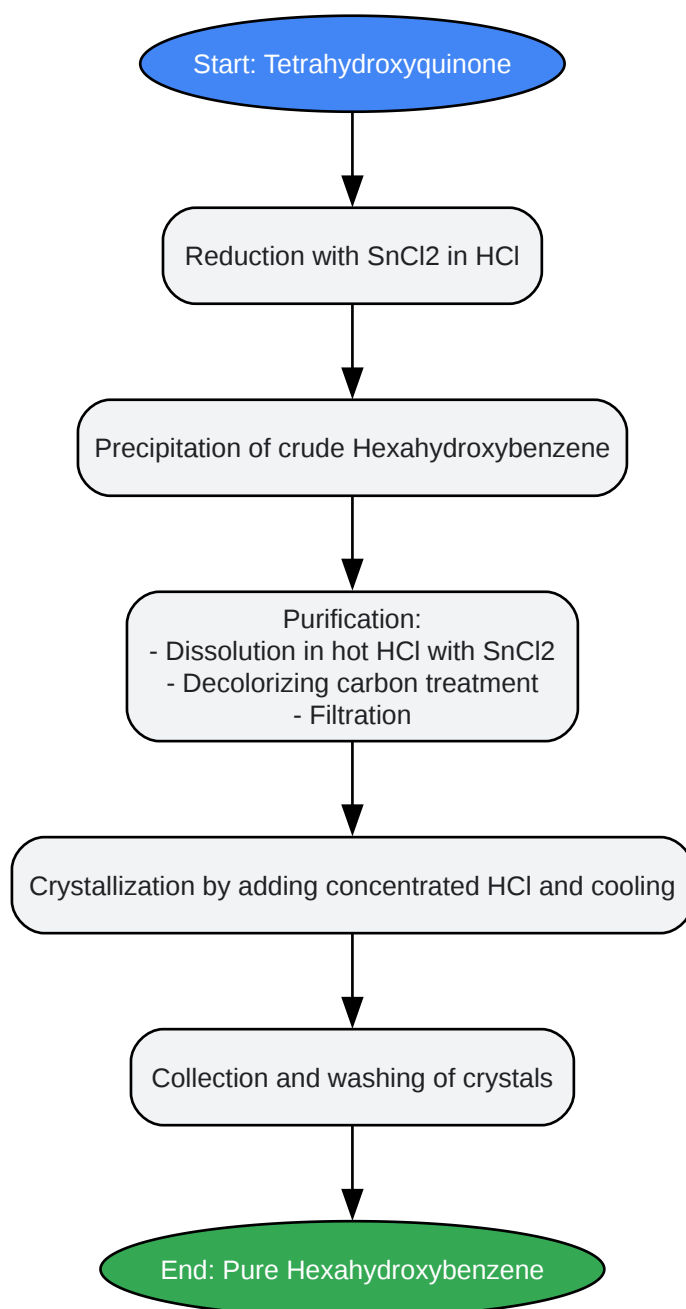 Start: Tetrahydroxyquinone
Reduction with SnCl2 in HCl
Precipitation of crude Hexahydroxybenzene
Purification:
- Dissolution in hot HCl with SnCl2
- Decolorizing carbon treatment
- Filtration
Crystallization by adding concentrated HCl and cooling
Collection and washing of crystals
End: Pure Hexahydroxybenzene